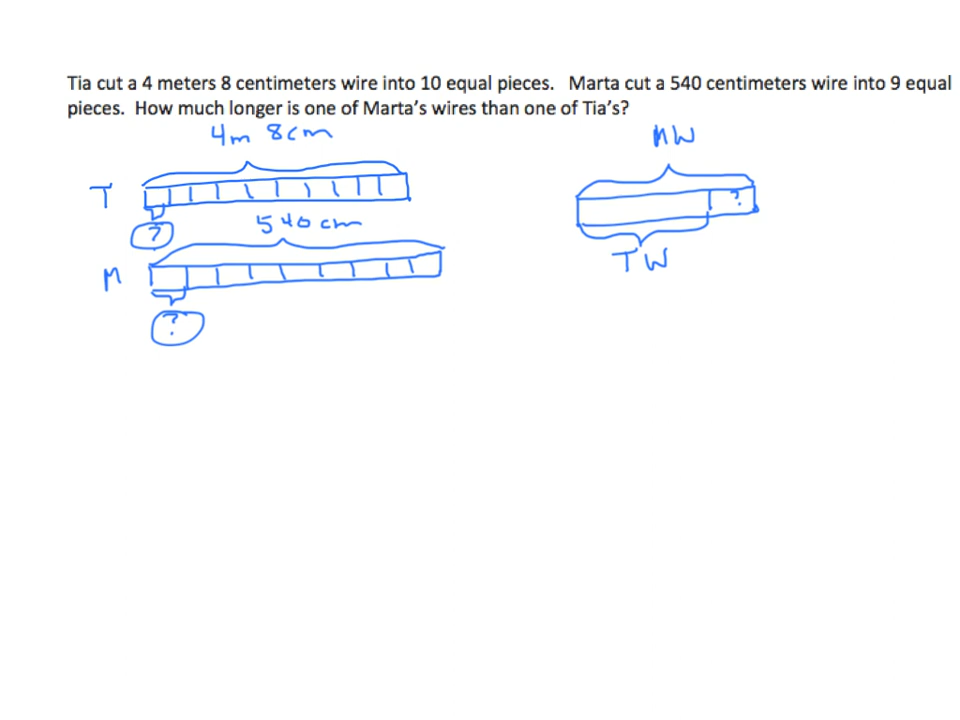 Tia cut a 4 meters 8 centimeters wire into 10 equal pieces. Marta cut a 540 centimeters wire into 9 equal
pieces. How much longer is one of Marta's wires than one of Tia's?
4m 8cm
MW
T
?
?
540 cm
TW
M
?